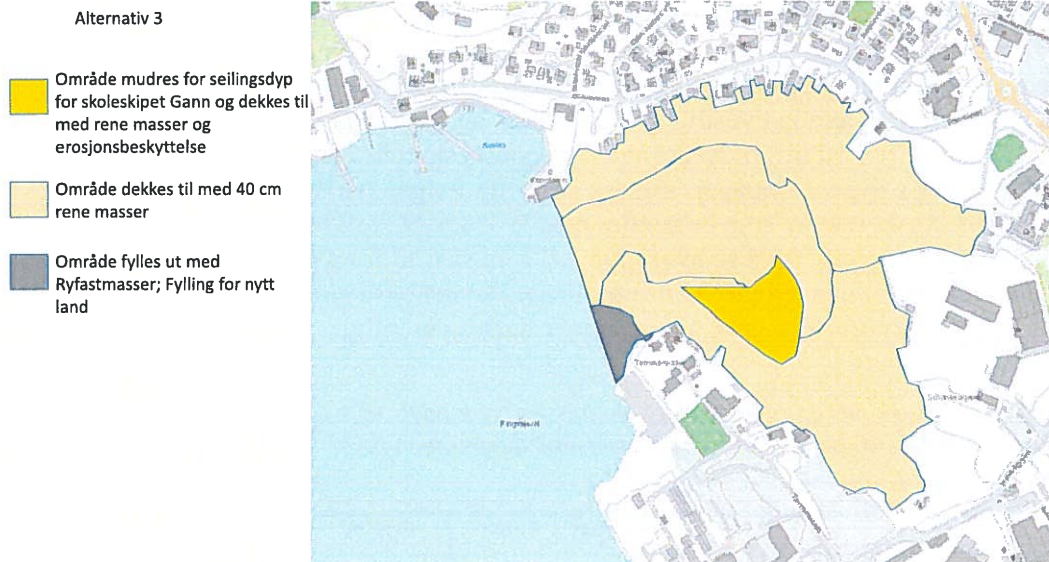 Alternativ 3
Område mudres for seilingsdyp
for skoleskipet Gann og dekkes til
med rene masser og
erosjonsbeskyttelse
Område dekkes til med 40 cm
rene masser
Område fylles ut med
Ryfastmasser; Fylling for nytt
land